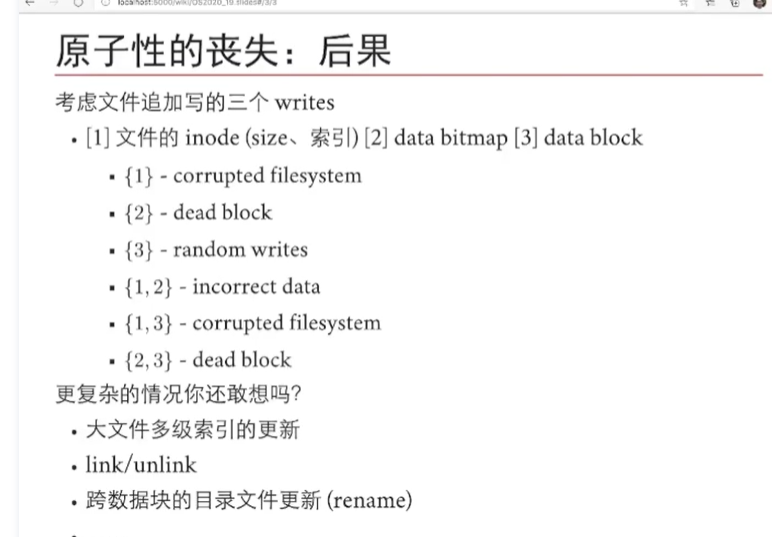 localhost:5000/wiki/OS2020_19.slides#/3/3
原子性的丧失：后果
考虑文件追加写的三个 writes
• [1] 文件的 inode (size、索引) [2] data bitmap [3] data block
▪ {1} - corrupted filesystem
▪ {2} - dead block
▪ {3} - random writes
▪ {1, 2} - incorrect data
▪ {1, 3} - corrupted filesystem
▪ {2, 3} - dead block
更复杂的情况你还敢想吗?
• 大文件多级索引的更新
• link/unlink
• 跨数据块的目录文件更新 (rename)